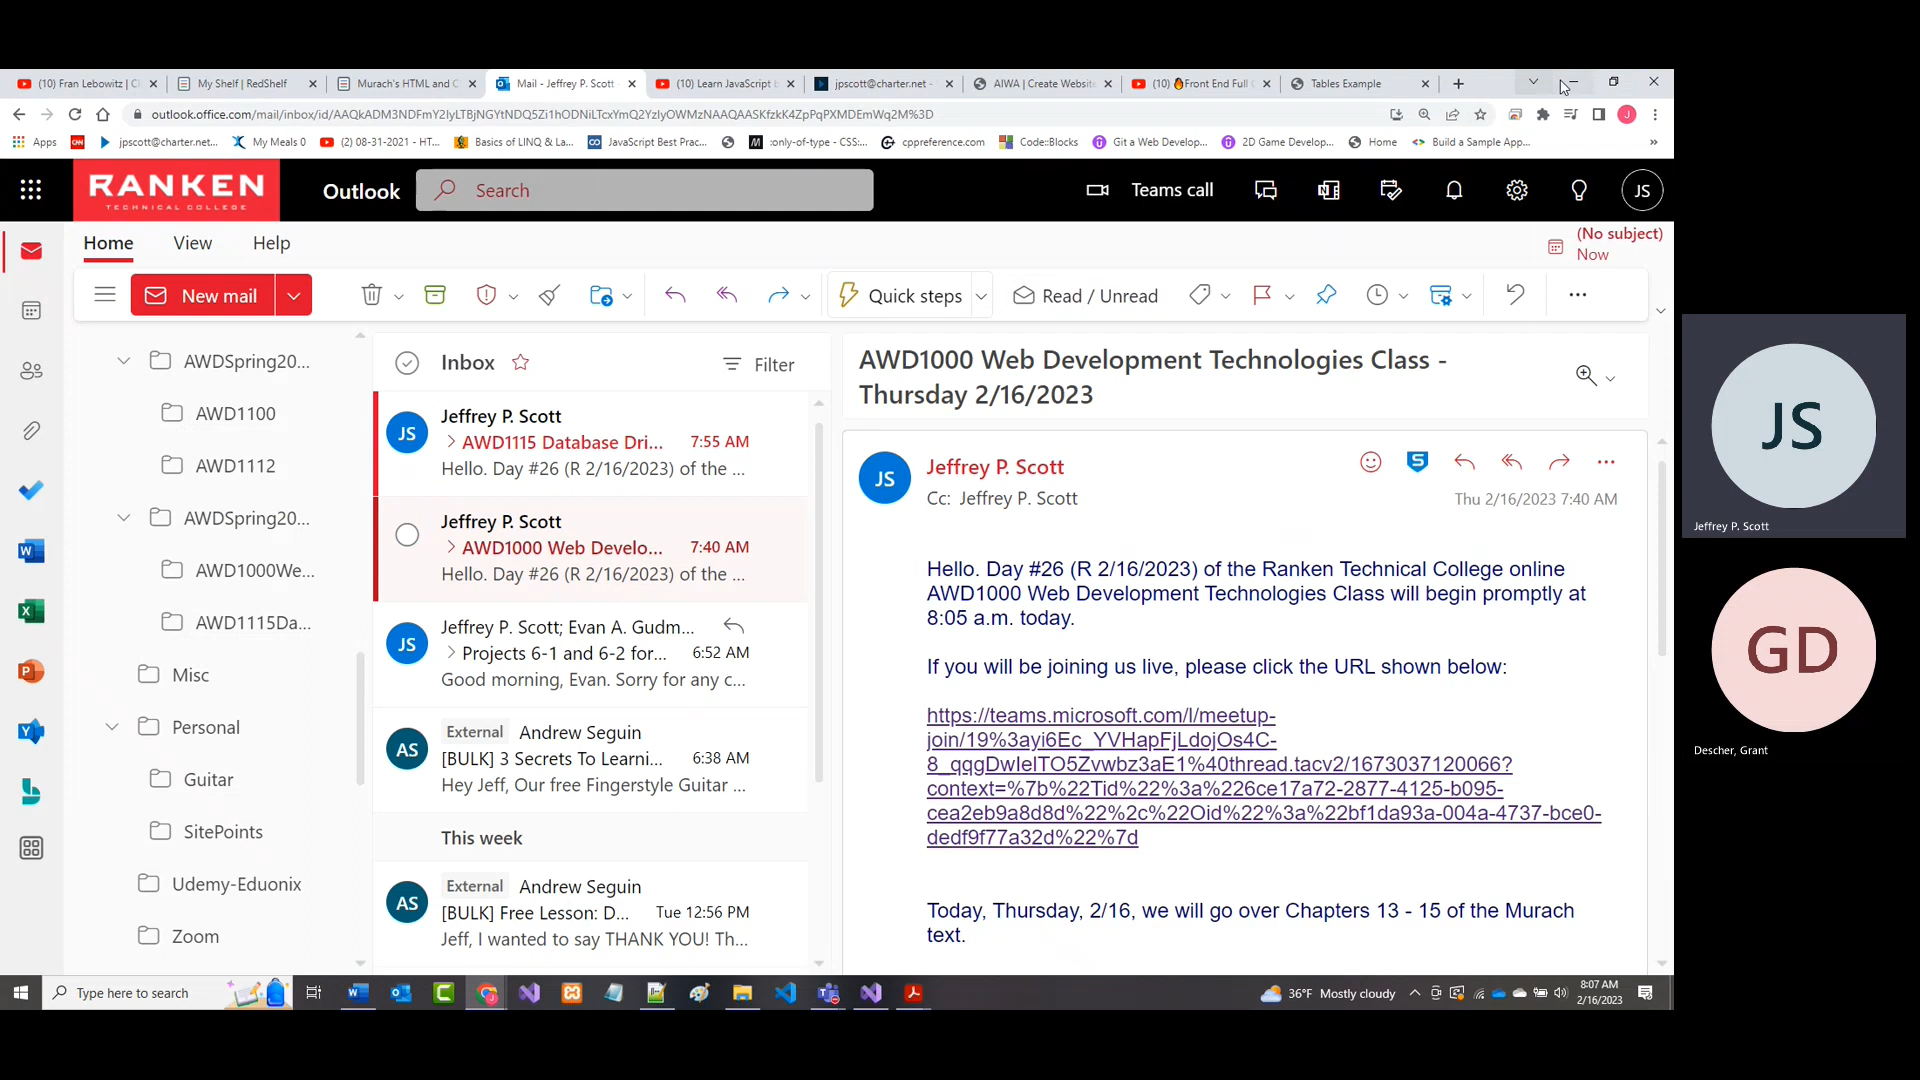 (10) Fran Lebowitz | C
My Shelf | RedShelf
Murach's HTML and C
Mail - Jeffrey P. Scott
(10) Learn JavaScript
jpscott@charter.net -
AIWA | Create Website
(10) 🔥Front End Full
Tables Example
outlook.office.com/mail/inbox/id/AAQkADM3NDFmY2IyLTBjNGYtNDQ5Zi1hODNiLTcxYmQ2YzIyOWMzNAAQAASKfzkK4ZpPqPXMDEmWq2M%3D
Apps
jpscott@charter.net...
My Meals 0
(2) 08-31-2021 - HT...
Basics of LINQ & La...
JavaScript Best Prac...
:only-of-type - CSS:...
cppreference.com
Code::Blocks
Git a Web Develop...
2D Game Develop...
Home
Build a Sample App...
RANKEN
TECHNICAL COLLEGE
Outlook
Search
Teams call
JS
Home
View
Help
(No subject)
Now
New mail
Quick steps
Read / Unread
AWDSpring20...
AWD1100
AWD1112
AWDSpring20...
AWD1000We...
AWD1115Da...
Misc
Personal
Guitar
SitePoints
Udemy-Eduonix
Zoom
Inbox
Filter
JS
Jeffrey P. Scott
AWD1115 Database Dri...
7:55 AM
Hello. Day #26 (R 2/16/2023) of the ...
Jeffrey P. Scott
AWD1000 Web Develo...
7:40 AM
Hello. Day #26 (R 2/16/2023) of the ...
JS
Jeffrey P. Scott; Evan A. Gudm...
Projects 6-1 and 6-2 for...
6:52 AM
Good morning, Evan. Sorry for any c...
AS
External Andrew Seguin
[BULK] 3 Secrets To Learni...
6:38 AM
Hey Jeff, Our free Fingerstyle Guitar ...
This week
AS
External Andrew Seguin
[BULK] Free Lesson: D...
Tue 12:56 PM
Jeff, I wanted to say THANK YOU! Th...
AWD1000 Web Development Technologies Class -
Thursday 2/16/2023
JS
Jeffrey P. Scott
Cc: Jeffrey P. Scott
Thu 2/16/2023 7:40 AM
Hello. Day #26 (R 2/16/2023) of the Ranken Technical College online
AWD1000 Web Development Technologies Class will begin promptly at
8:05 a.m. today.
If you will be joining us live, please click the URL shown below:
https://teams.microsoft.com/l/meetup-
join/19%3ayi6Ec_YVHapFjLdojOs4C-
8_qqgDwIeITO5Zvwbz3aE1%40thread.tacv2/1673037120066?
context=%7b%22Tid%22%3a%226ce17a72-2877-4125-b095-
cea2eb9a8d8d%22%2c%22Oid%22%3a%22bf1da93a-004a-4737-bce0-
dedf9f77a32d%22%7d
Today, Thursday, 2/16, we will go over Chapters 13 - 15 of the Murach
text.
Type here to search
36°F Mostly cloudy
8:07 AM
2/16/2023
JS
Jeffrey P. Scott
GD
Descher, Grant